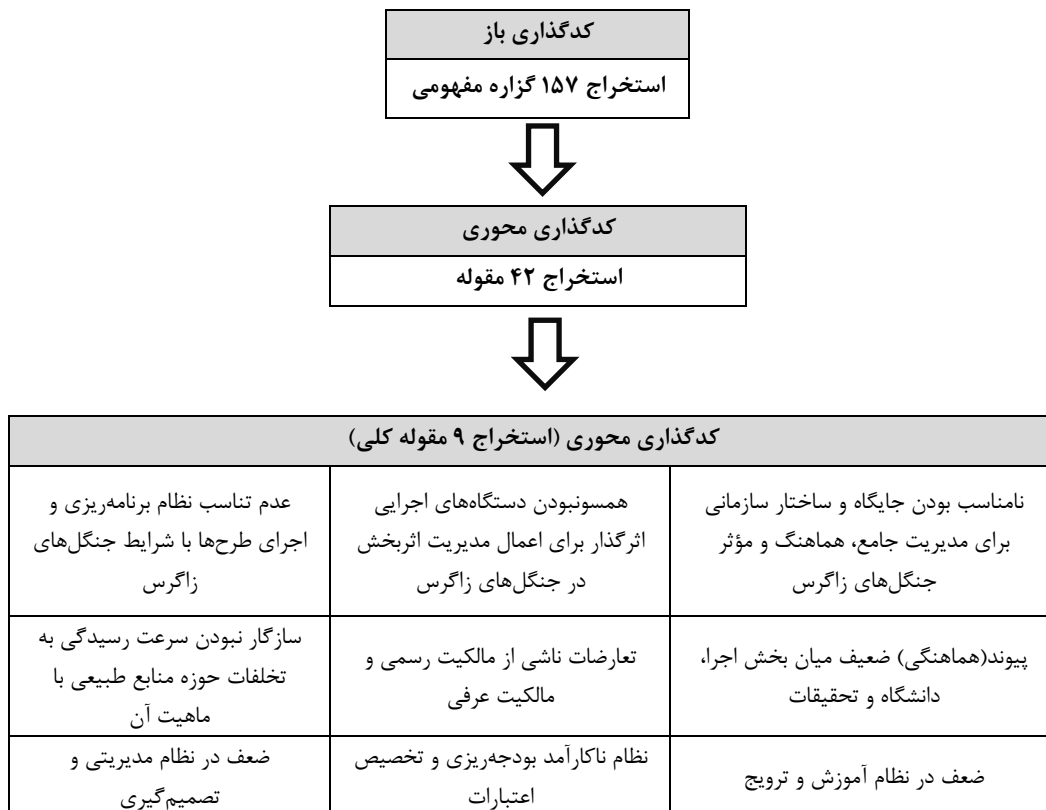 کدگذاری باز
استخراج ۱۵۷ گزاره مفهومی
کدگذاری محوری
استخراج ۴۲ مقوله
کدگذاری محوری (استخراج ۹ مقوله کلی)
نامناسب بودن جایگاه و ساختار سازمانی
برای مدیریت جامع، هماهنگ و مؤثر
جنگل‌های زاگرس
همسونبودن دستگاه‌های اجرایی
اثرگذار برای اعمال مدیریت اثربخش
در جنگل‌های زاگرس
عدم تناسب نظام برنامه‌ریزی و
اجرای طرح‌ها با شرایط جنگل‌های
زاگرس
پیوند(هماهنگی) ضعیف میان بخش اجرا،
دانشگاه و تحقیقات
تعارضات ناشی از مالکیت رسمی و
مالکیت عرفی
سازگار نبودن سرعت رسیدگی به
تخلفات حوزه منابع طبیعی با
ماهیت آن
ضعف در نظام آموزش و ترویج
نظام ناکارآمد بودجه‌ریزی و تخصیص
اعتبارات
ضعف در نظام مدیریتی و
تصمیم‌گیری